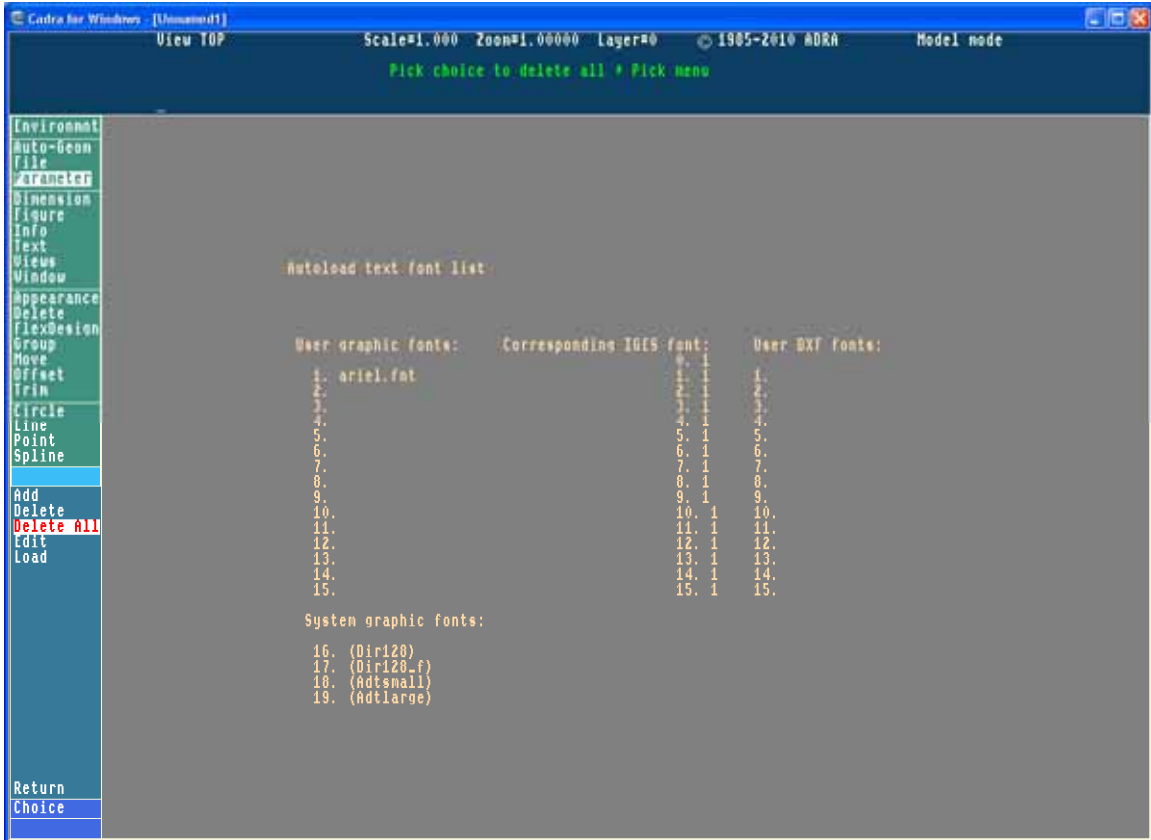 Cadra for Windows - [Unnamed1]
View TOP Scale=1.000 Zoom=1.00000 Layer=0 © 1985-2010 ADRA Model mode
Pick choice to delete all * Pick menu
Environmnt
Auto-Geom
File
Parameter
Dimension
Figure
Info
Text
Views
Window
Appearance
Delete
FlexDesign
Group
Move
Offset
Trim
Circle
Line
Point
Spline
Add
Delete
Delete All
Edit
Load
Return
Choice
Autoload text font list
User graphic fonts: Corresponding IGES font: User DXF fonts:
0. 1
1. ariel.fnt 1. 1 1.
2. 2. 1 2.
3. 3. 1 3.
4. 4. 1 4.
5. 5. 1 5.
6. 6. 1 6.
7. 7. 1 7.
8. 8. 1 8.
9. 9. 1 9.
10. 10. 1 10.
11. 11. 1 11.
12. 12. 1 12.
13. 13. 1 13.
14. 14. 1 14.
15. 15. 1 15.
System graphic fonts:
16. (Dir128)
17. (Dir128_f)
18. (Adtsmall)
19. (Adtlarge)